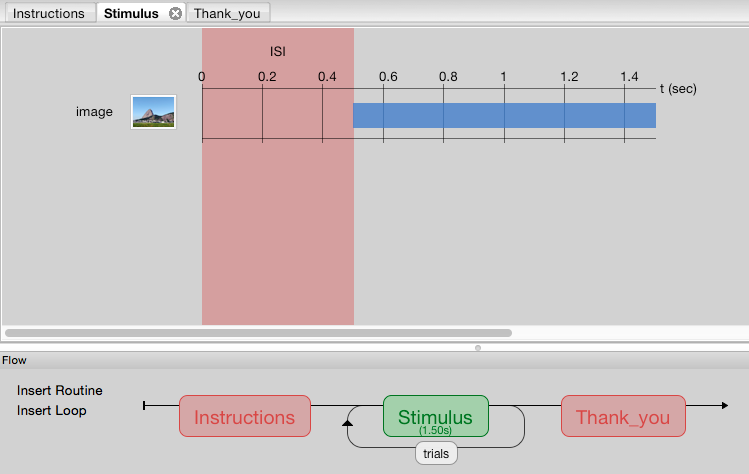 Instructions Stimulus Thank_you
ISI
0 0.2 0.4 0.6 0.8 1 1.2 1.4
t (sec)
image
Flow
Insert Routine
Insert Loop
Instructions Stimulus Thank_you
(1.50s)
trials